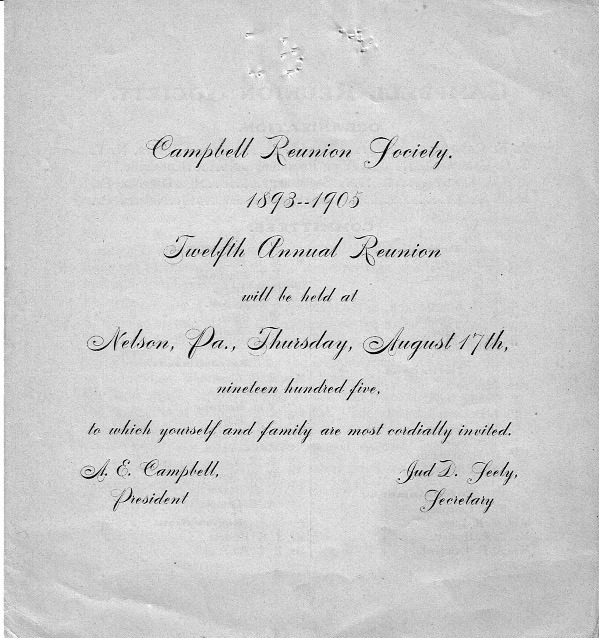 Campbell Reunion Society.
1893--1905
Twelfth Annual Reunion
will be held at
Nelson, Pa., Thursday, August 17th,
nineteen hundred five,
to which yourself and family are most cordially invited.
A. E. Campbell, Jud D. Seely,
President Secretary